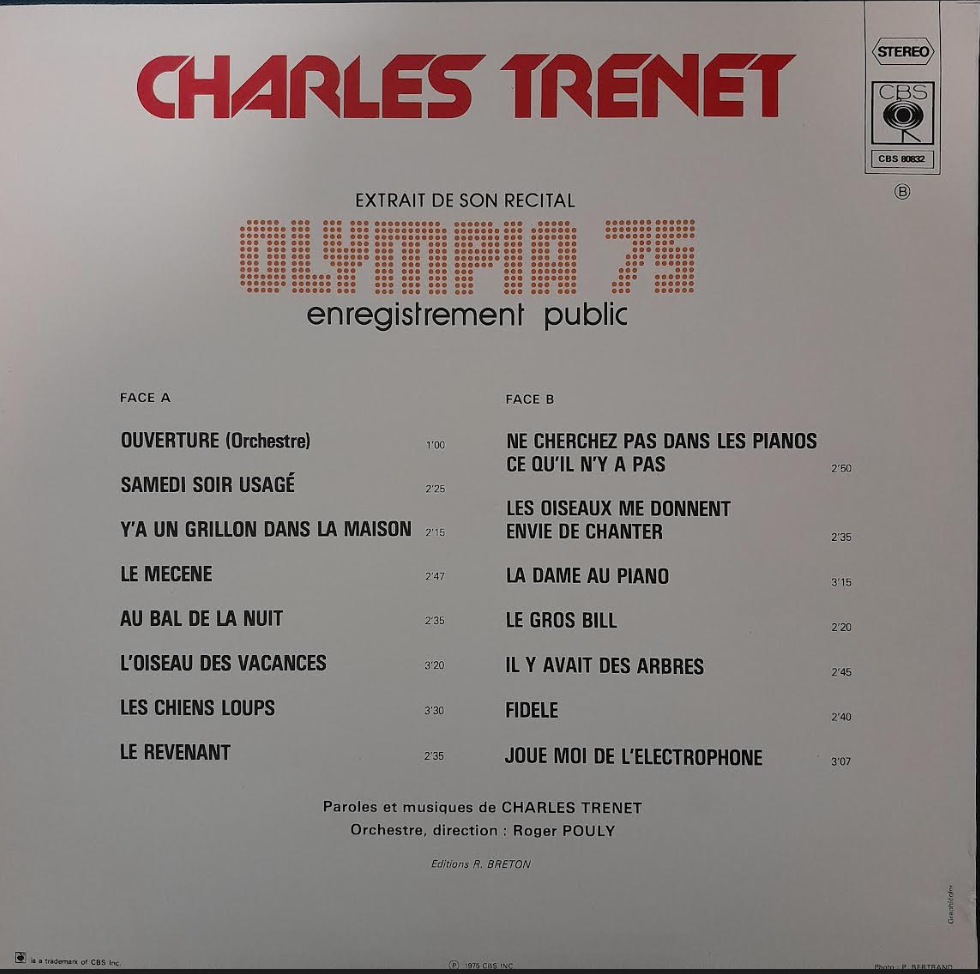 CHARLES TRENET
STEREO
CBS
CBS 80832
B
EXTRAIT DE SON RECITAL
OLYMPIA 75
enregistrement public
FACE A
OUVERTURE (Orchestre) 1'00
SAMEDI SOIR USAGÉ 2'25
Y'A UN GRILLON DANS LA MAISON 2'15
LE MECENE 2'47
AU BAL DE LA NUIT 2'35
L'OISEAU DES VACANCES 3'20
LES CHIENS LOUPS 3'30
LE REVENANT 2'35
FACE B
NE CHERCHEZ PAS DANS LES PIANOS
CE QU'IL N'Y A PAS 2'50
LES OISEAUX ME DONNENT
ENVIE DE CHANTER 2'35
LA DAME AU PIANO 3'15
LE GROS BILL 2'20
IL Y AVAIT DES ARBRES 2'45
FIDELE 2'40
JOUE MOI DE L'ELECTROPHONE 3'07
Paroles et musiques de CHARLES TRENET
Orchestre, direction : Roger POULY
Editions R. BRETON
is a trademark of CBS Inc.
℗ 1975 CBS INC
Photo : P. BERTRAND